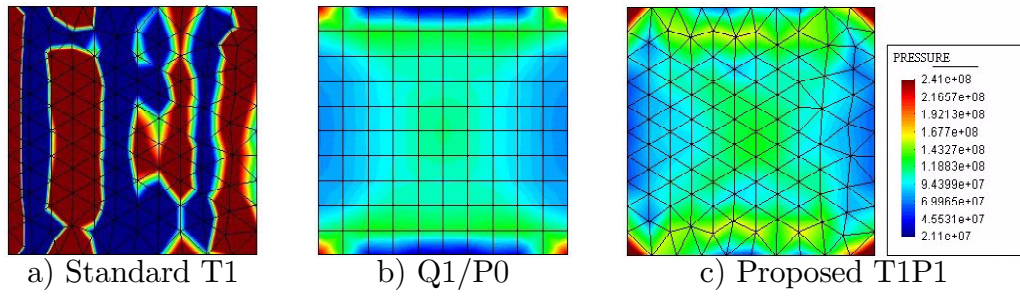 PRESSURE
2.41e+08
2.1657e+08
1.9213e+08
1.677e+08
1.4327e+08
1.1883e+08
9.4399e+07
6.9965e+07
4.5531e+07
2.11e+07
a) Standard T1
b) Q1/P0
c) Proposed T1P1